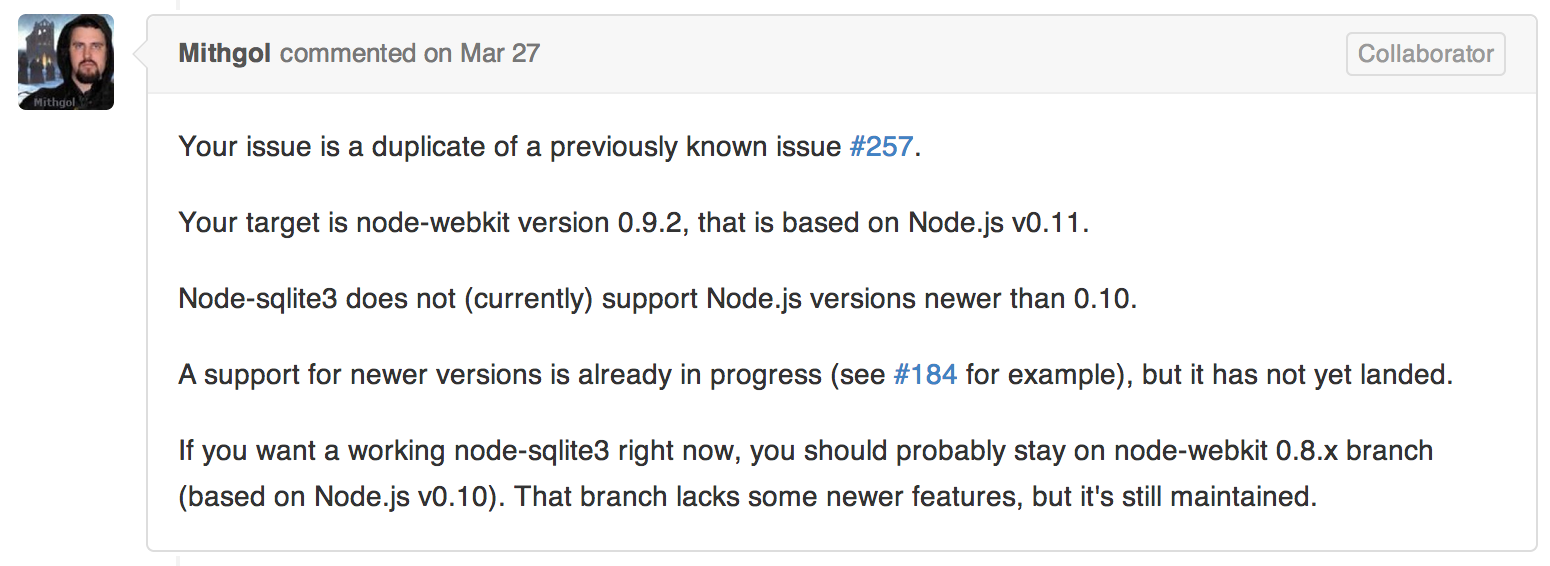 Mithgol
Mithgol commented on Mar 27
Collaborator
Your issue is a duplicate of a previously known issue #257.
Your target is node-webkit version 0.9.2, that is based on Node.js v0.11.
Node-sqlite3 does not (currently) support Node.js versions newer than 0.10.
A support for newer versions is already in progress (see #184 for example), but it has not yet landed.
If you want a working node-sqlite3 right now, you should probably stay on node-webkit 0.8.x branch
(based on Node.js v0.10). That branch lacks some newer features, but it's still maintained.